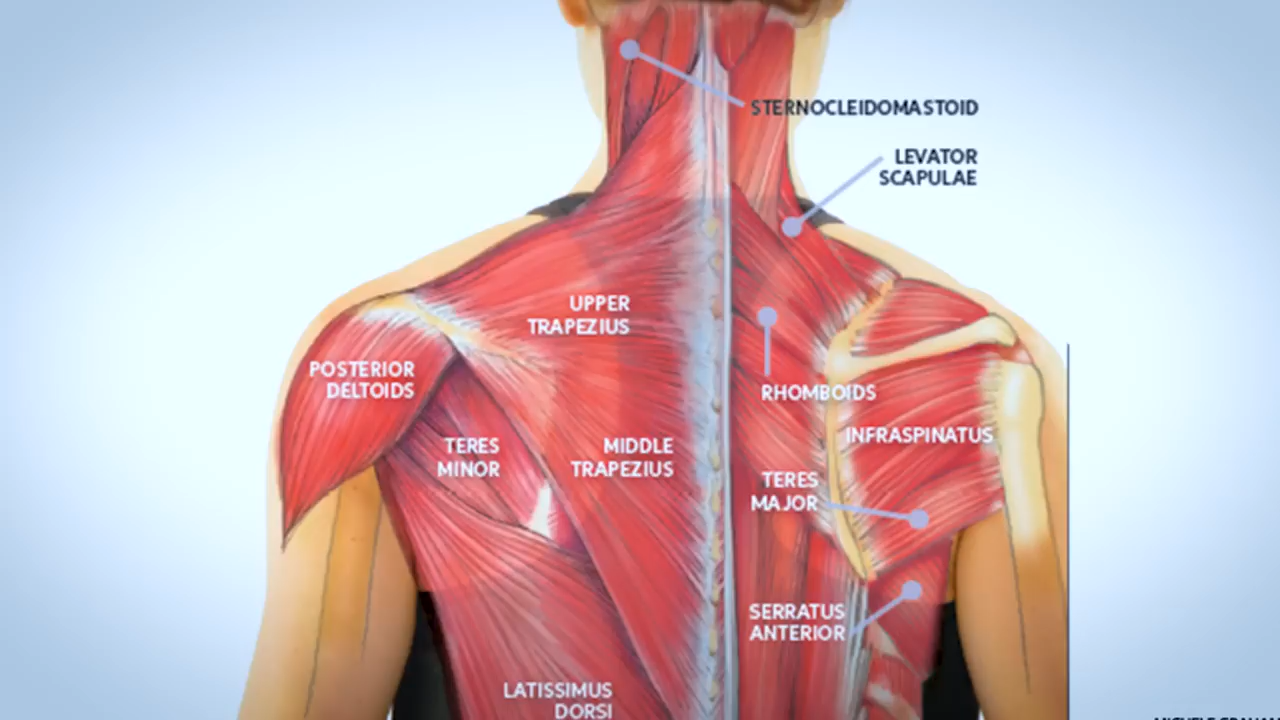 STERNOCLEIDOMASTOID
LEVATOR
SCAPULAE
UPPER
TRAPEZIUS
POSTERIOR
DELTOIDS
RHOMBOIDS
TERES
MINOR
MIDDLE
TRAPEZIUS
INFRASPINATUS
TERES
MAJOR
SERRATUS
ANTERIOR
LATISSIMUS
DORSI